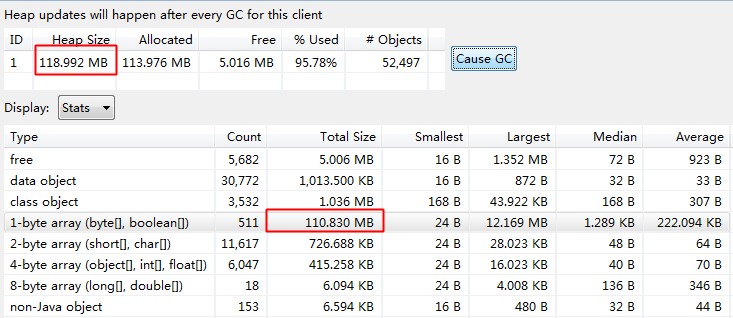 Heap updates will happen after every GC for this client
ID Heap Size Allocated Free % Used # Objects
1 118.992 MB 113.976 MB 5.016 MB 95.78% 52,497 Cause GC
Display: Stats
Type Count Total Size Smallest Largest Median Average
free 5,682 5.006 MB 16 B 1.352 MB 72 B 923 B
data object 30,772 1,013.500 KB 16 B 872 B 32 B 33 B
class object 3,532 1.036 MB 168 B 43.922 KB 168 B 307 B
1-byte array (byte[], boolean[]) 511 110.830 MB 24 B 12.169 MB 1.289 KB 222.094 KB
2-byte array (short[], char[]) 11,617 726.688 KB 24 B 28.023 KB 48 B 64 B
4-byte array (object[], int[], float[]) 6,047 415.258 KB 24 B 16.023 KB 40 B 70 B
8-byte array (long[], double[]) 18 6.094 KB 24 B 4.008 KB 136 B 346 B
non-Java object 153 6.594 KB 16 B 480 B 32 B 44 B